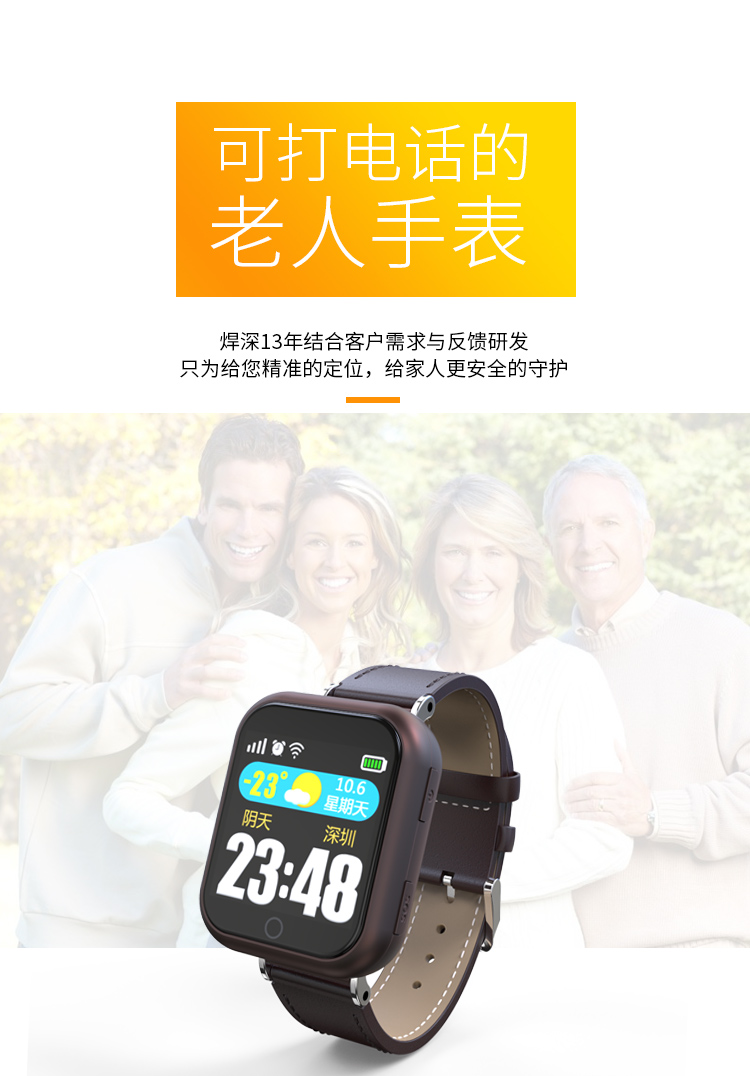 可打电话的
老人手表
焊深13年结合客户需求与反馈研发
只为给您精准的定位，给家人更安全的守护
-23°
10.6
星期天
阴天
深圳
23:48